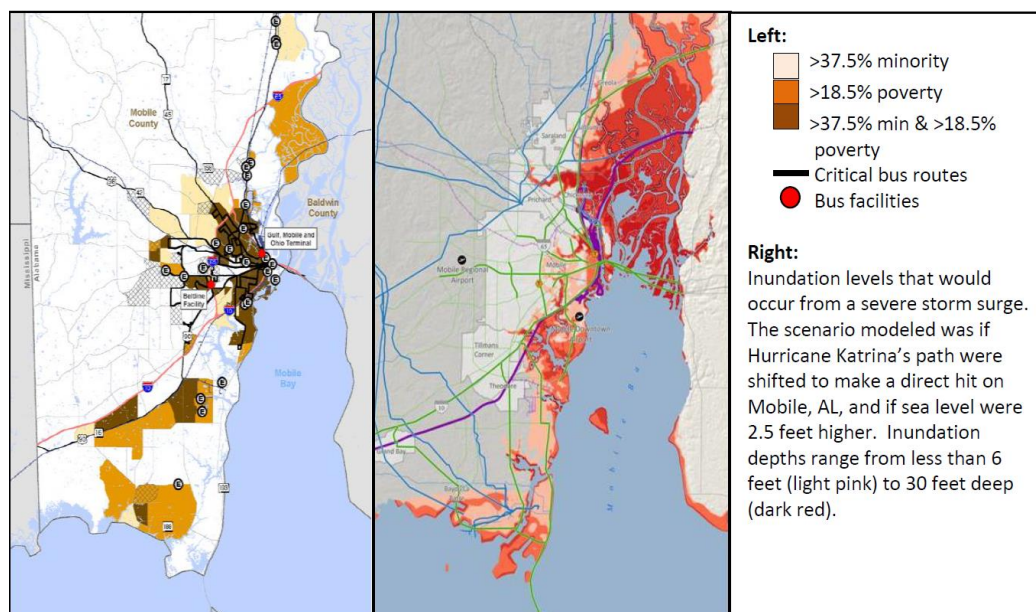 Mobile
County
Mississippi
Alabama
Baldwin
County
Gulf, Mobile and
Ohio Terminal
Beltline
Facility
Mobile
Bay
Saraland
Prichard
Mobile Regional
Airport
Mobile
Tillmans
Corner
Theodore
Grand Bay
MOBILE BAY
Left:
>37.5% minority
>18.5% poverty
>37.5% min & >18.5%
poverty
Critical bus routes
Bus facilities
Right:
Inundation levels that would
occur from a severe storm surge.
The scenario modeled was if
Hurricane Katrina’s path were
shifted to make a direct hit on
Mobile, AL, and if sea level were
2.5 feet higher.  Inundation
depths range from less than 6
feet (light pink) to 30 feet deep
(dark red).